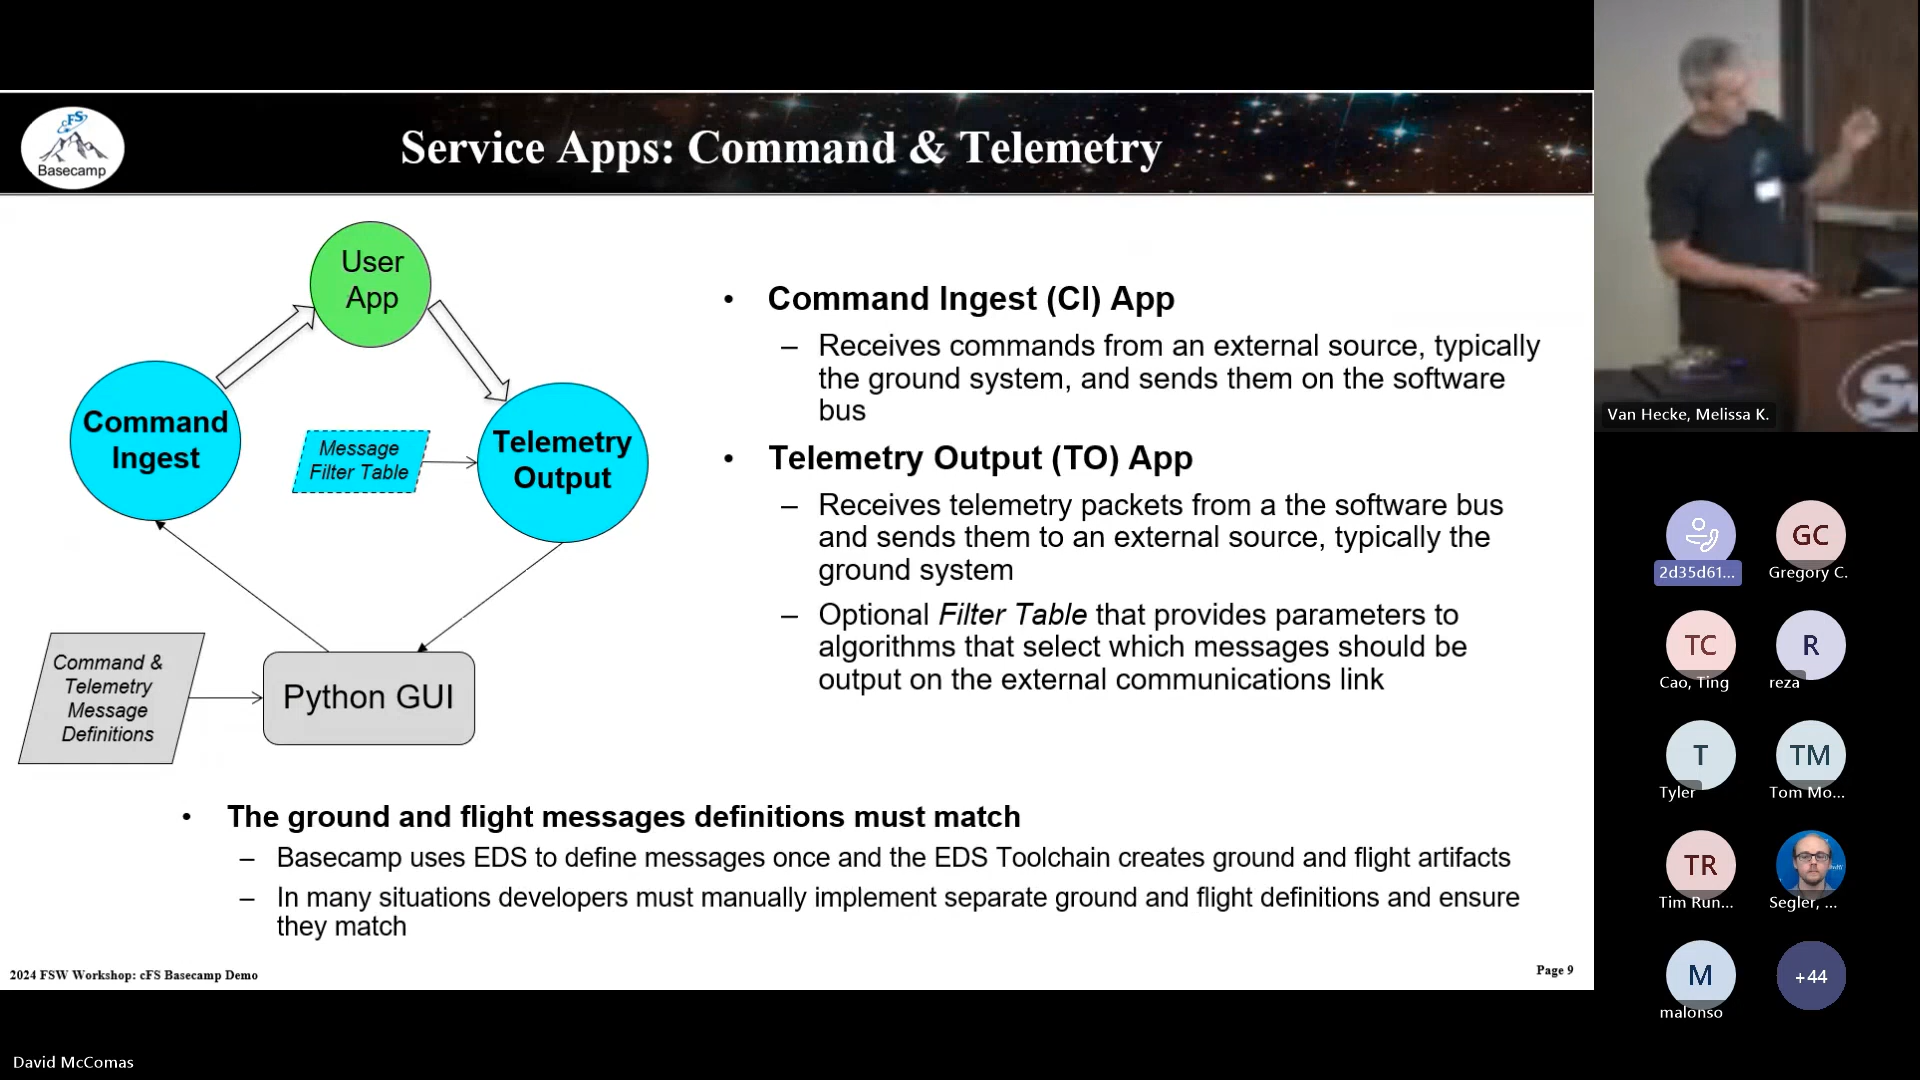 cFS
Basecamp
Service Apps: Command & Telemetry
User
App
Command
Ingest
Message
Filter Table
Telemetry
Output
Command &
Telemetry
Message
Definitions
Python GUI
• Command Ingest (CI) App
– Receives commands from an external source, typically
the ground system, and sends them on the software
bus
• Telemetry Output (TO) App
– Receives telemetry packets from a the software bus
and sends them to an external source, typically the
ground system
– Optional Filter Table that provides parameters to
algorithms that select which messages should be
output on the external communications link
• The ground and flight messages definitions must match
– Basecamp uses EDS to define messages once and the EDS Toolchain creates ground and flight artifacts
– In many situations developers must manually implement separate ground and flight definitions and ensure
they match
2024 FSW Workshop: cFS Basecamp Demo
Page 9
Van Hecke, Melissa K.
2d35d61...
GC
Gregory C.
TC
Cao, Ting
R
reza
T
Tyler
TM
Tom Mo...
TR
Tim Run...
Segler, ...
M
malonso
+44
David McComas